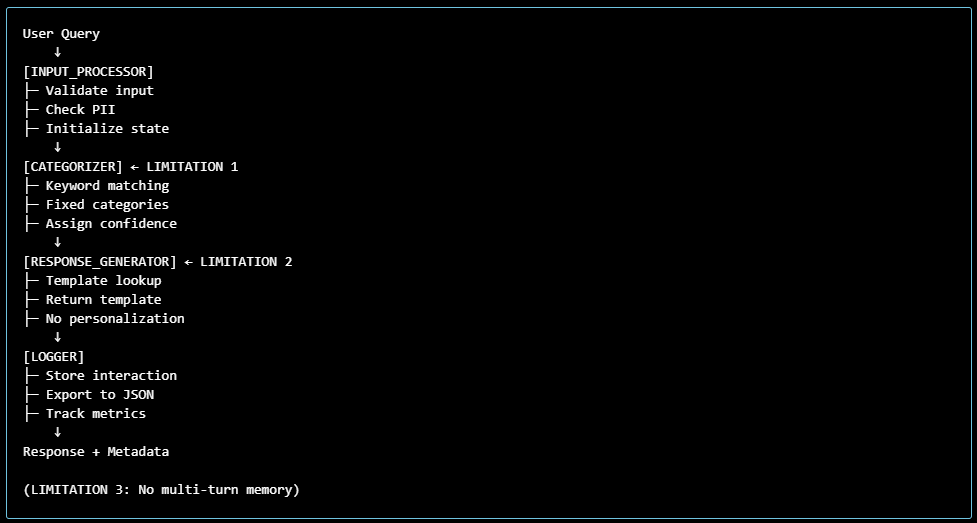 User Query
↓
[INPUT_PROCESSOR]
├─ Validate input
├─ Check PII
├─ Initialize state
↓
[CATEGORIZER] ← LIMITATION 1
├─ Keyword matching
├─ Fixed categories
├─ Assign confidence
↓
[RESPONSE_GENERATOR] ← LIMITATION 2
├─ Template lookup
├─ Return template
├─ No personalization
↓
[LOGGER]
├─ Store interaction
├─ Export to JSON
├─ Track metrics
↓
Response + Metadata
(LIMITATION 3: No multi-turn memory)